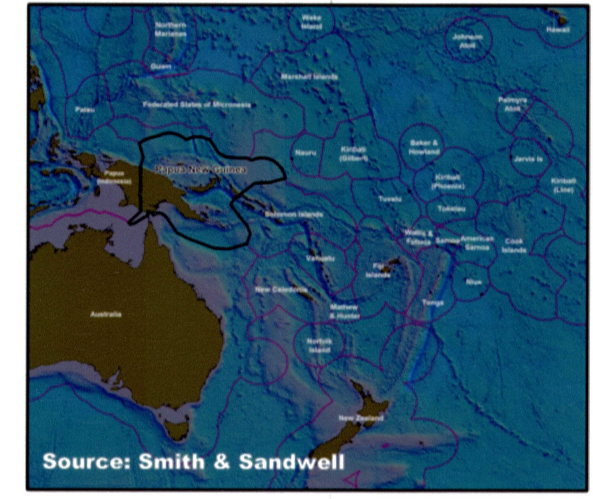 Northern
Marianas
Wake
Island
Hawaii
Johnson
Atoll
Guam
Marshall Islands
Palau
Federated States of Micronesia
Palmyra
Atoll
Baker &
Howland
Nauru
Kiribati
(Gilbert)
Jarvis Is
Papua
(Indonesia)
Papua New Guinea
Kiribati
(Phoenix)
Kiribati
(Line)
Tuvalu
Tokelau
Solomon Islands
Wallis &
Futuna
Samoa
American
Samoa
Cook
Islands
Vanuatu
Fiji
Islands
Niue
New Caledonia
Tonga
Australia
Mathew
& Hunter
Norfolk
Island
New Zealand
Source: Smith & Sandwell